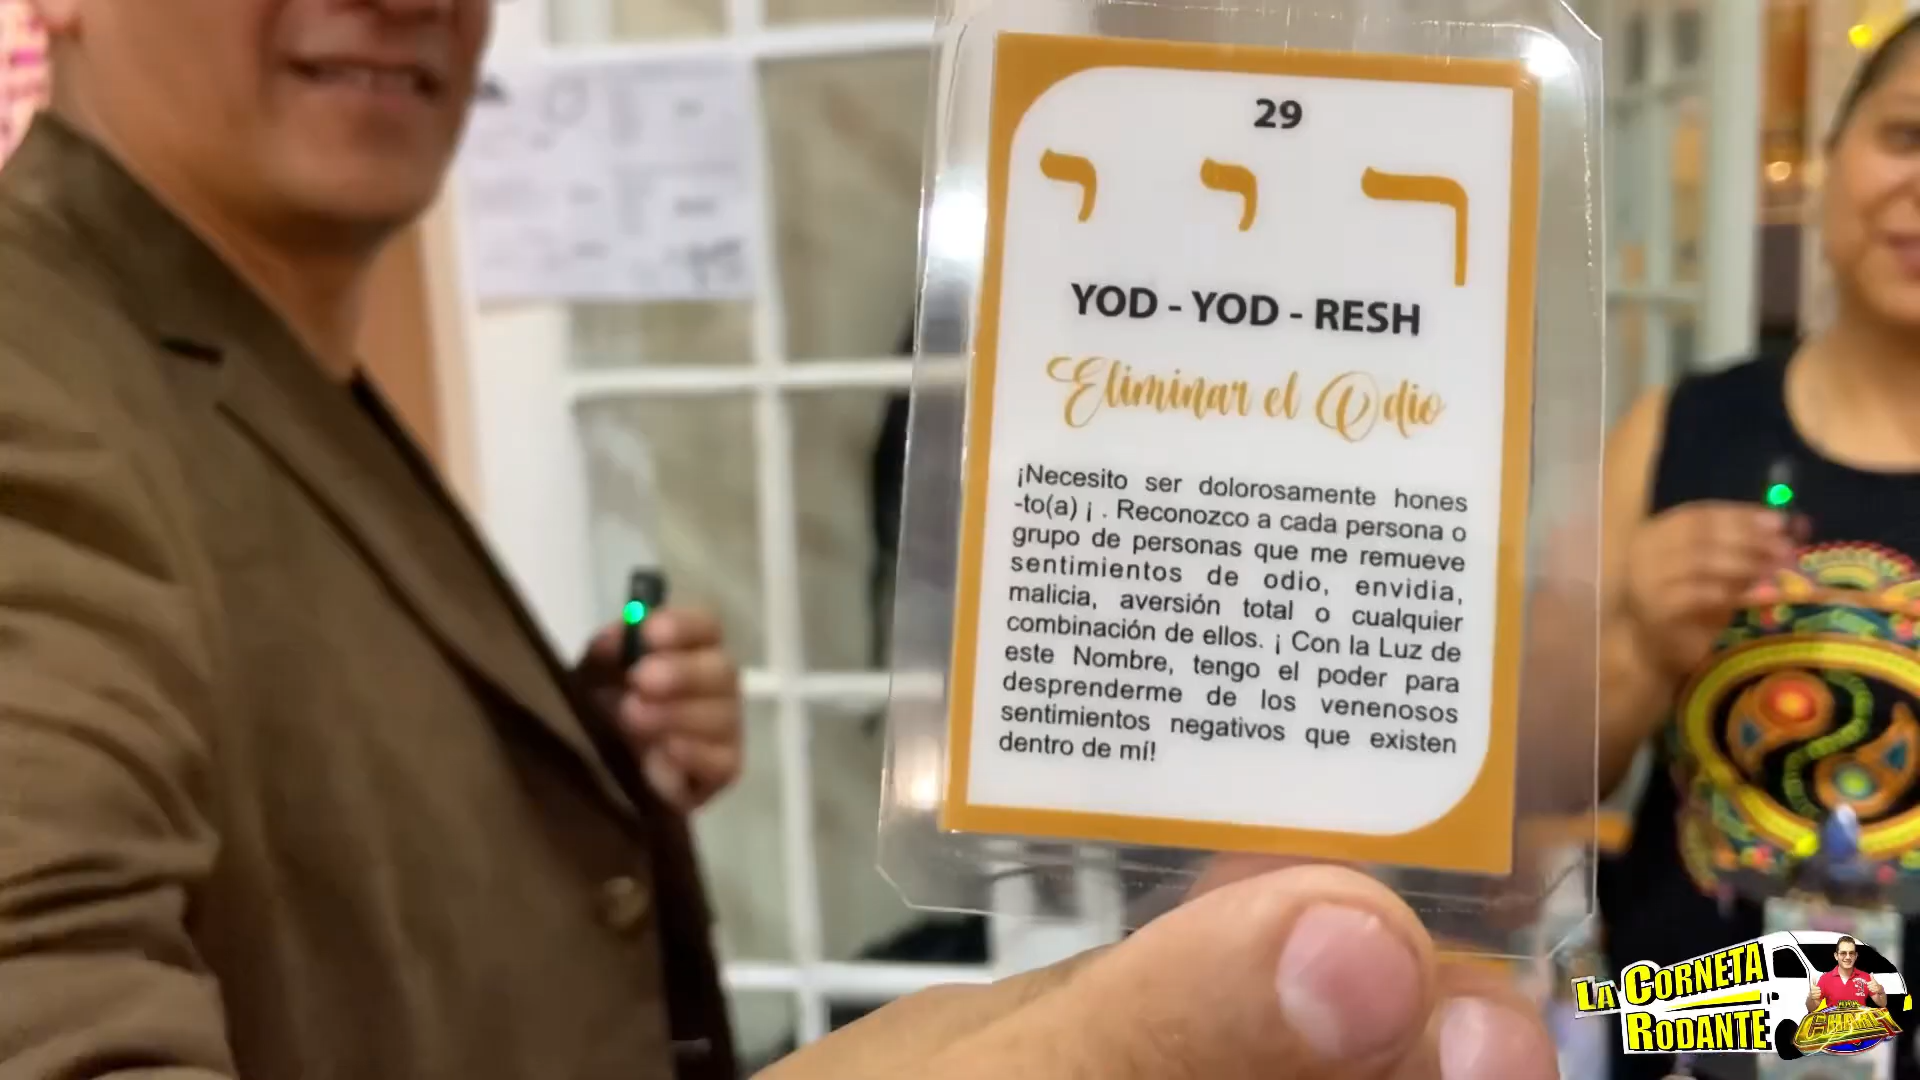 29
ריי
YOD - YOD - RESH
Eliminar el Odio
¡Necesito ser dolorosamente hones
-to(a) ¡ . Reconozco a cada persona o
grupo de personas que me remueve
sentimientos de odio, envidia,
malicia, aversión total o cualquier
combinación de ellos. ¡ Con la Luz de
este Nombre, tengo el poder para
desprenderme de los venenosos
sentimientos negativos que existen
dentro de mí!
LA CORNETA
RODANTE